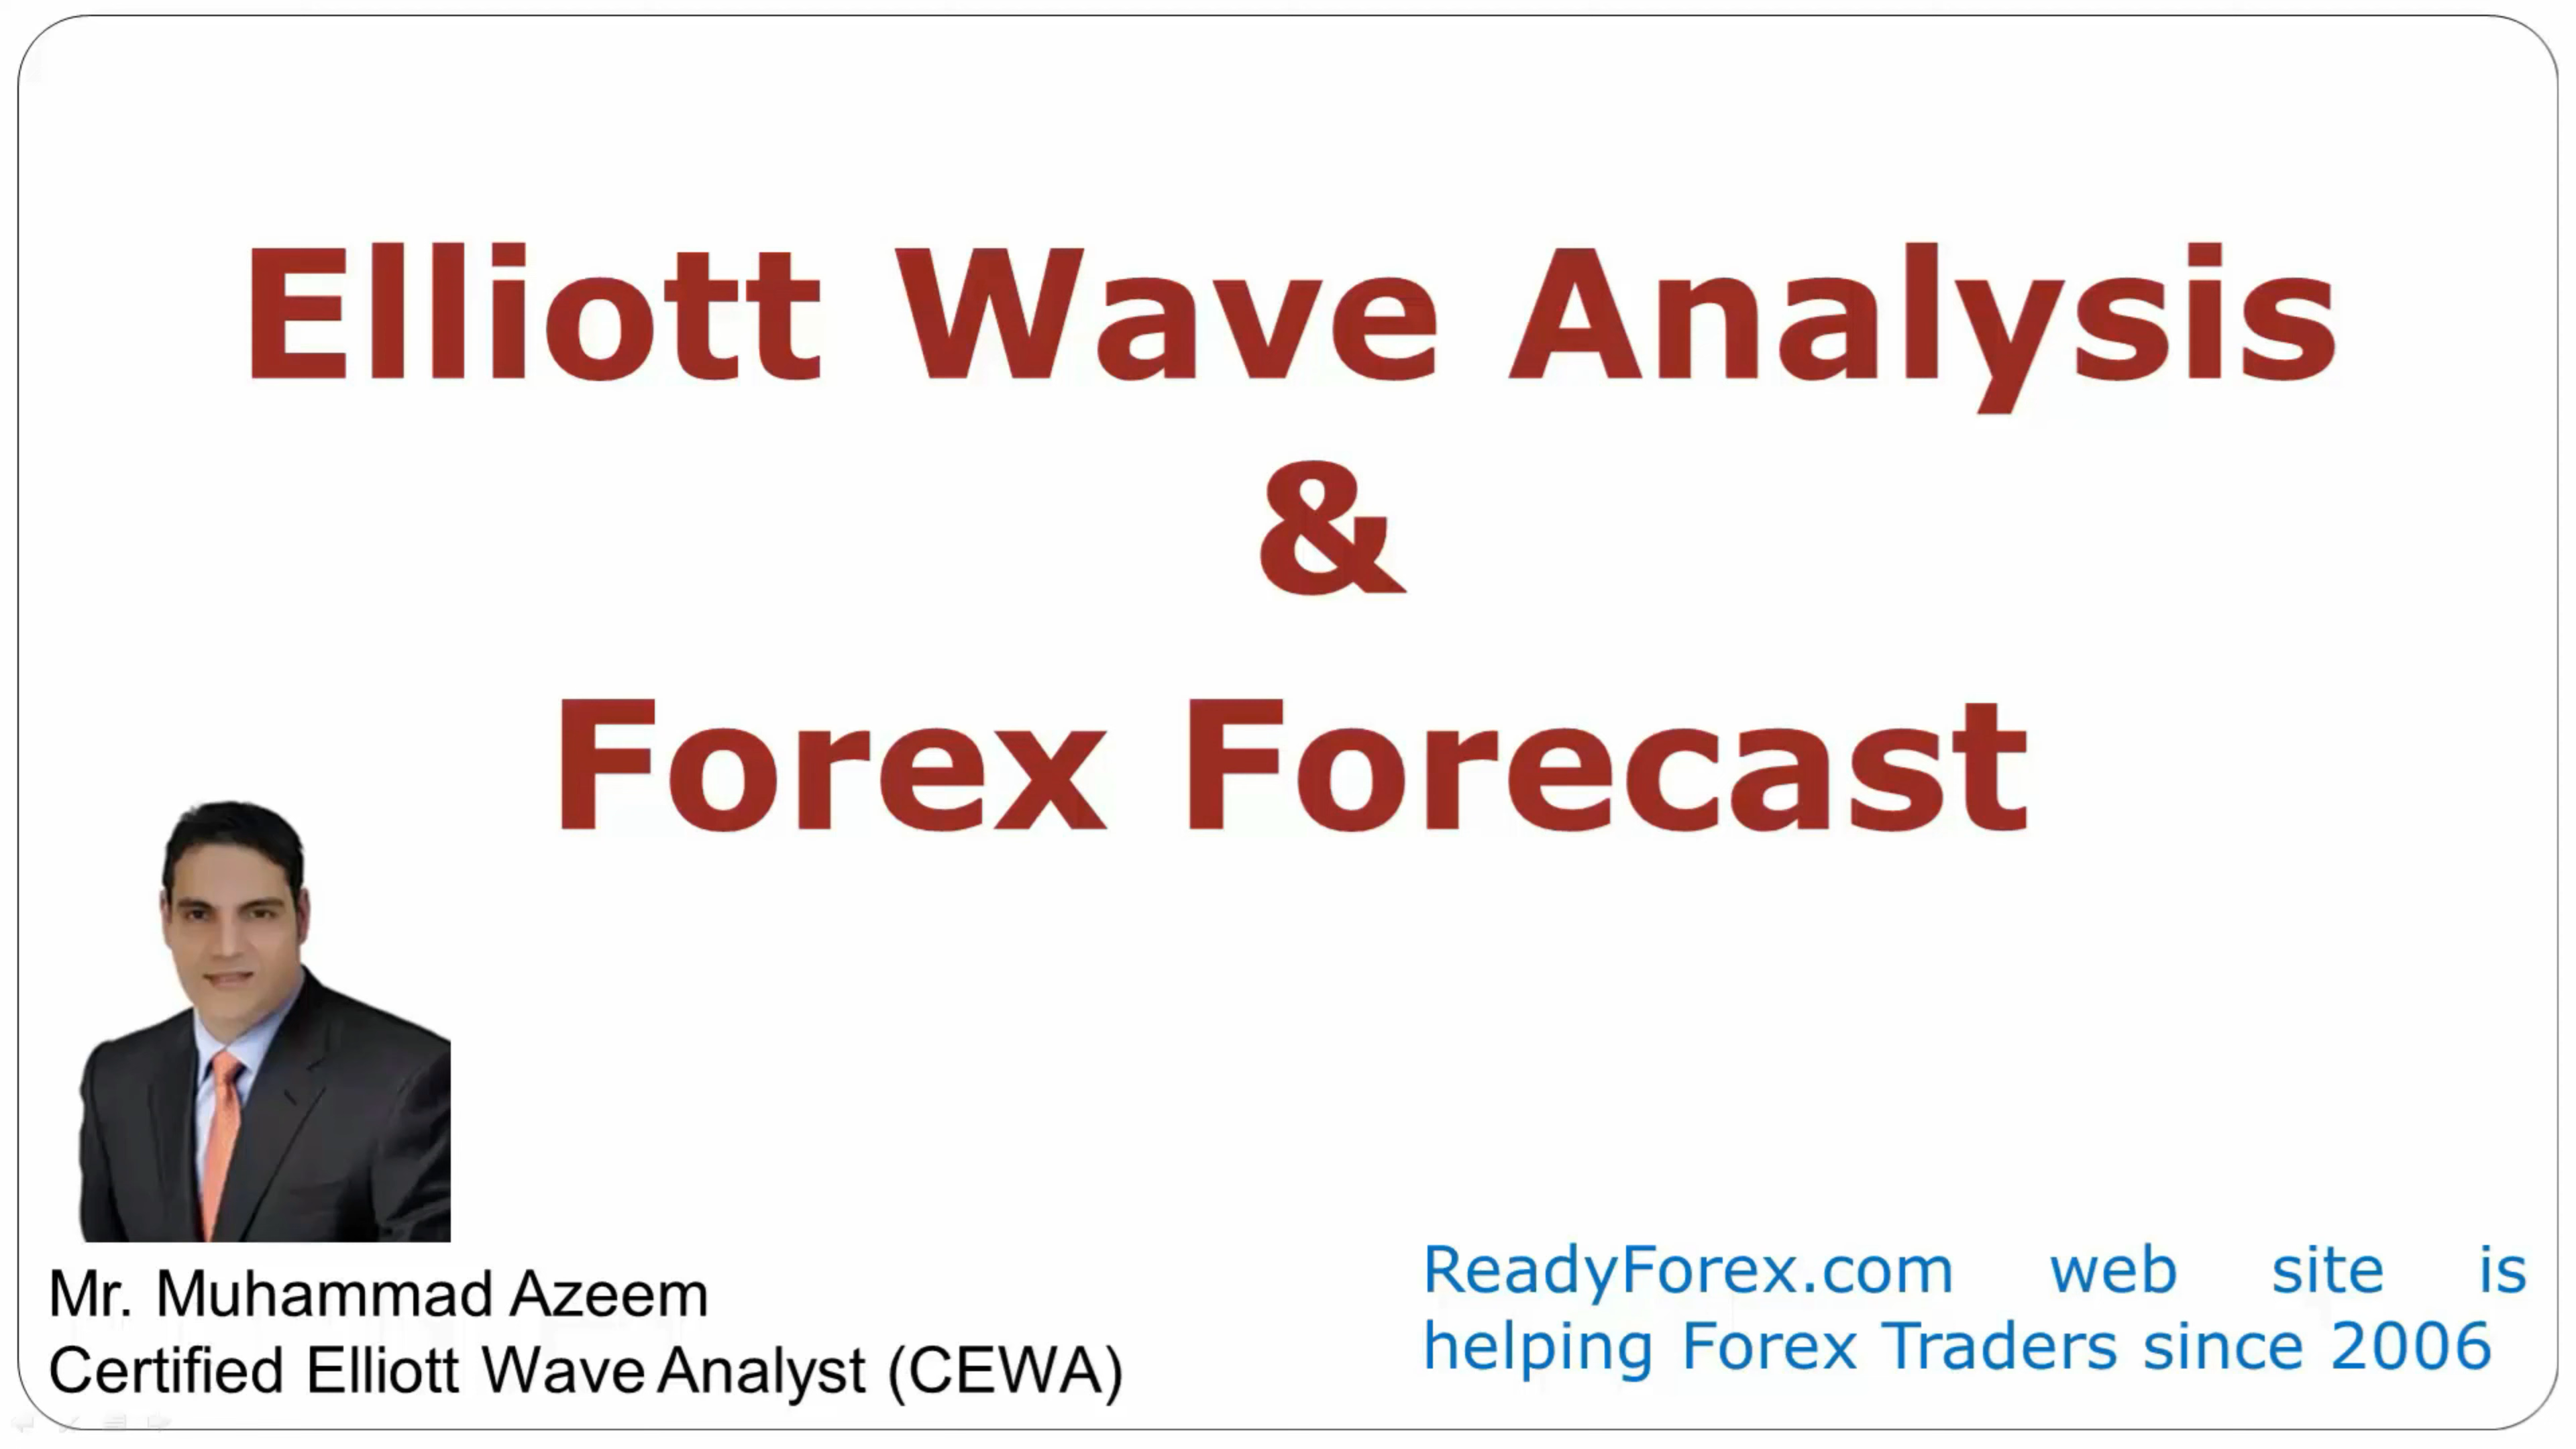 Elliott Wave Analysis
&
Forex Forecast
Mr. Muhammad Azeem
Certified Elliott Wave Analyst (CEWA)
ReadyForex.com web site is
helping Forex Traders since 2006